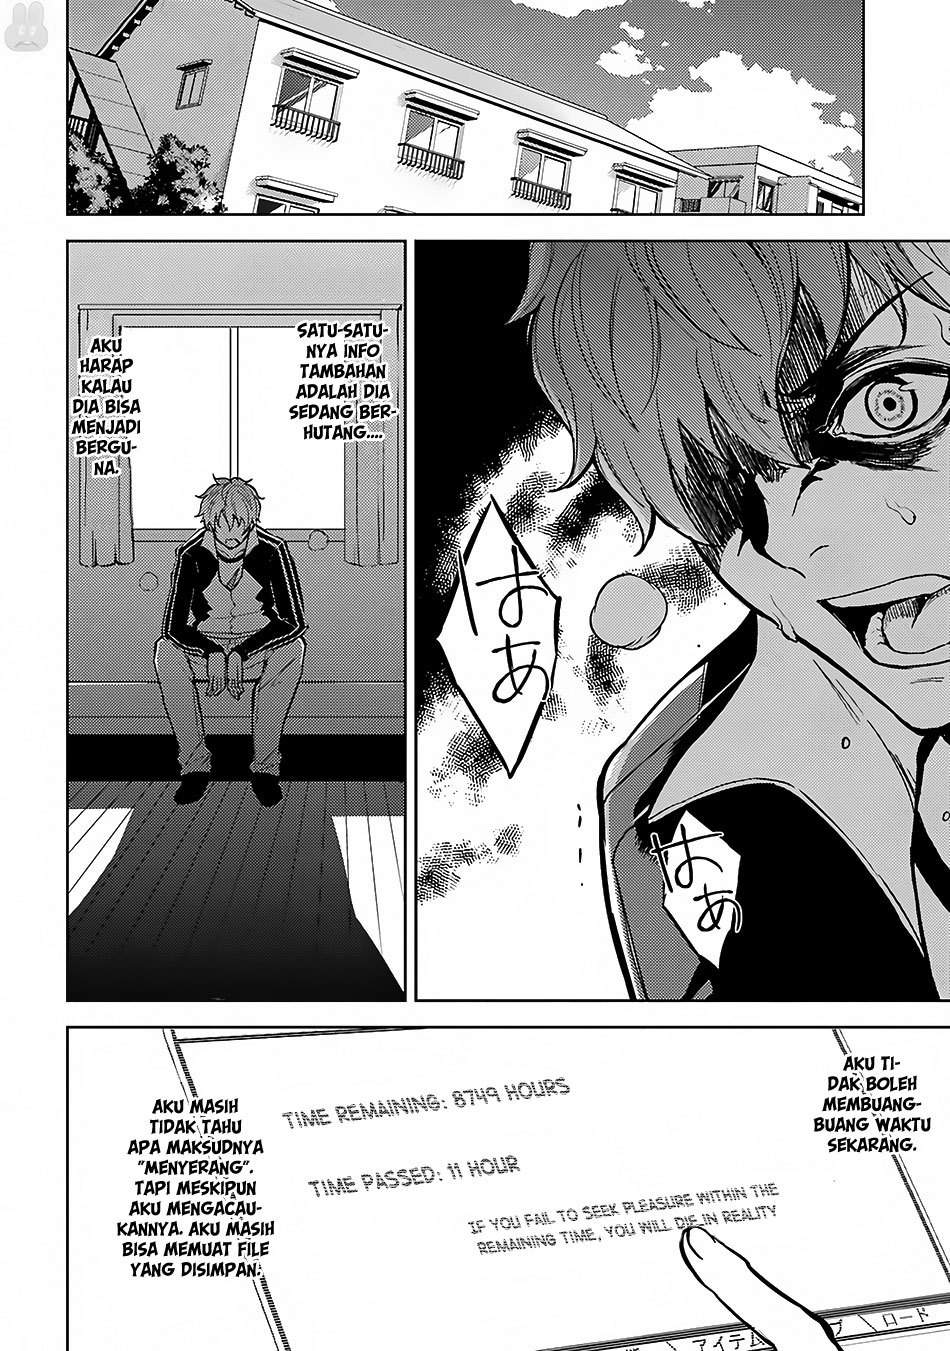 はあ
はあ
SATU-SATU-
NYA INFO
TAMBAHAN
ADALAH DIA
SEDANG BER-
HUTANG....
AKU
HARAP
KALAU
DIA BISA
MENJADI
BERGU-
NA.
AKU TI-
DAK BOLEH
MEMBUANG-
BUANG WAKTU
SEKARANG.
TIME REMAINING: 8749 HOURS
TIME PASSED: 11 HOUR
IF YOU FAIL TO SEEK PLEASURE WITHIN THE
REMAINING TIME, YOU WILL DIE IN REALITY
AKU MASIH
TIDAK TAHU
APA MAKSUDNYA
"MENYERANG".
TAPI MESKIPUN
AKU MENGACAU-
KANNYA. AKU MASIH
BISA MEMUAT FILE
YANG DISIMPAN.
アイテム
ロード